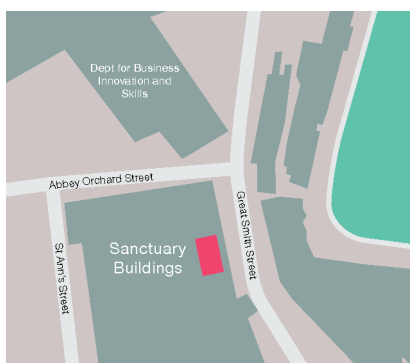 Dept for Business
Innovation and
Skills
Abbey Orchard Street
Great Smith Street
Sanctuary
Buildings
St Ann's Street